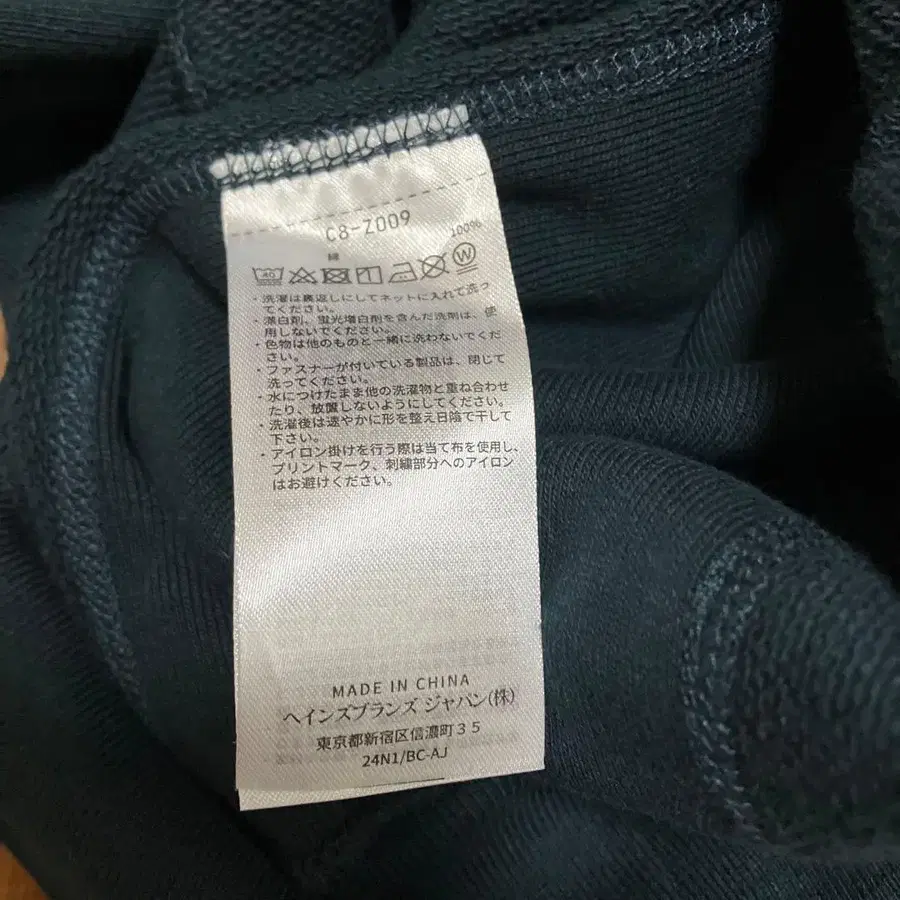 C8-Z009
綿 100%
40
W
・洗濯は裏返しにしてネットに入れて洗っ
てください。
・漂白剤、蛍光増白剤を含んだ洗剤は、使
用しないでください。
・色物は他のものと一緒に洗わないでくだ
さい。
・ファスナーが付いている製品は、閉じて
洗ってください。
・水につけたまま他の洗濯物と重ね合わせ
たり、放置しないようにしてください。
・洗濯後は速やかに形を整え日陰で干して
下さい。
・アイロン掛けを行う際は当て布を使用し、
プリントマーク、刺繍部分へのアイロン
はお避けください。
MADE IN CHINA
ヘインズブランズ ジャパン(株)
東京都新宿区信濃町35
24N1/BC-AJ